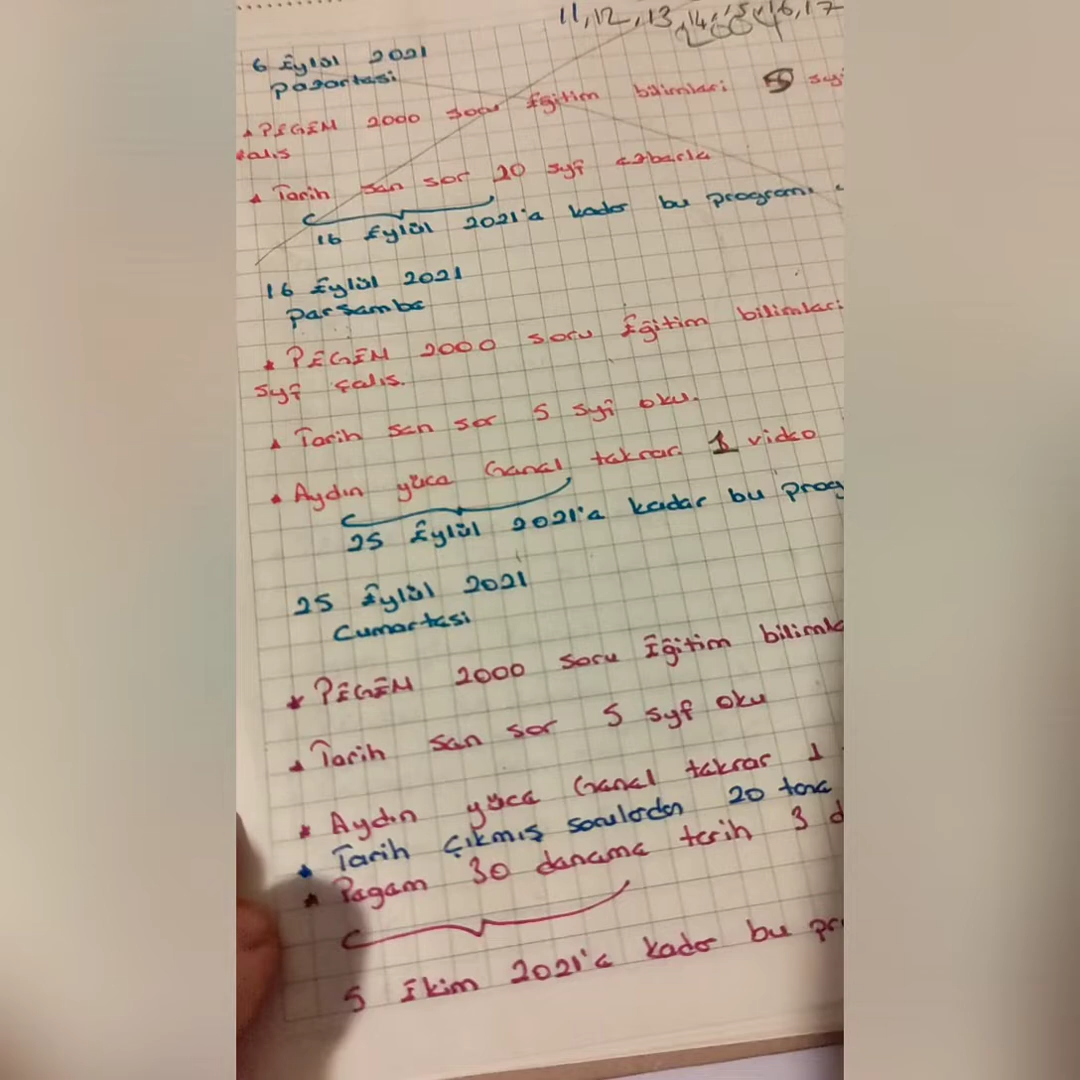 11,12,13,14,15,16,17
6 Eylül 2021
Pazartesi
PEGEM 2000 soru Eğitim bilimleri 5 syf
çalış
Tarih sen sor 20 syf ezberle
16 Eylül 2021'e kadar bu programı
16 Eylül 2021
Perşembe
PEGEM 2000 soru Eğitim bilimleri
syf çalış.
Tarih sen sor 5 syf oku.
Aydın yüce Genel tekrar 1 video
25 Eylül 2021'e kadar bu prog
25 Eylül 2021
Cumartesi
PEGEM 2000 soru Eğitim bilimle
Tarih sen sor 5 syf oku
Aydın yüce Genel tekrar 1
Tarih çıkmış sorulardan 20 tane
Pegem 30 deneme tarih 3 d
5 Ekim 2021'e kadar bu pr